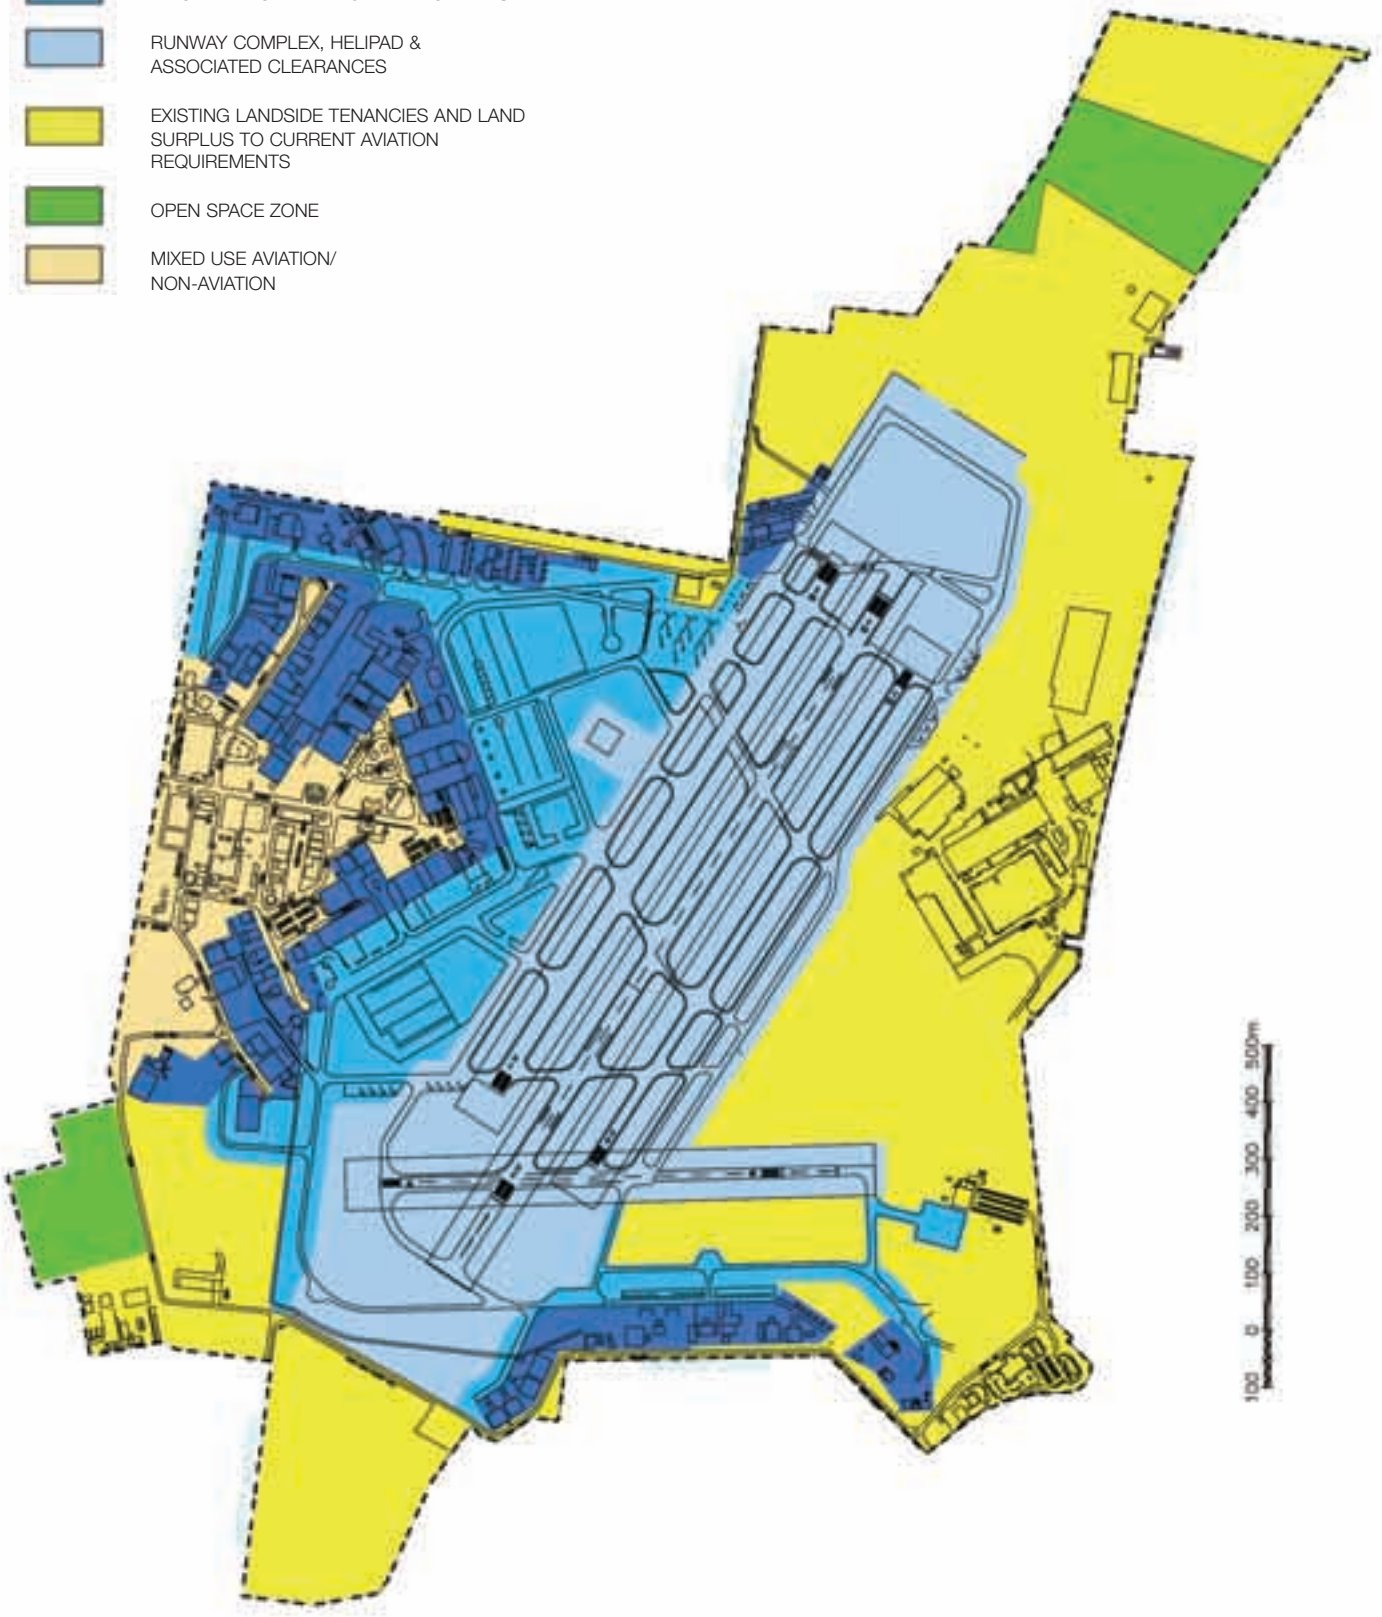 RUNWAY COMPLEX, HELIPAD &
ASSOCIATED CLEARANCES
EXISTING LANDSIDE TENANCIES AND LAND
SURPLUS TO CURRENT AVIATION
REQUIREMENTS
OPEN SPACE ZONE
MIXED USE AVIATION/
NON-AVIATION
100 0 100 200 300 400 500m